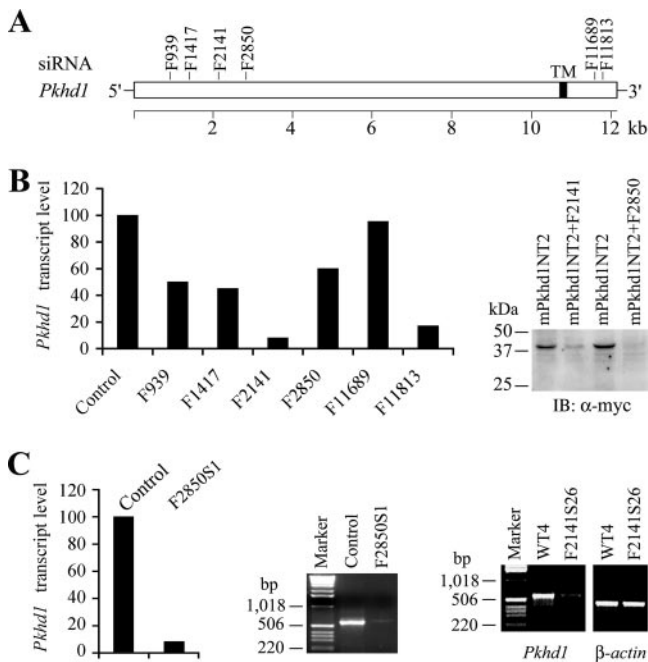 A
siRNA
F939
F1417
F2141
F2850
F11689
F11813
TM
Pkhd1
5'
3'
2
4
6
8
10
12
kb
B
Pkhd1 transcript level
120
100
80
60
40
20
0
Control
F939
F1417
F2141
F2850
F11689
F11813
kDa
50
37
25
mPkhd1NT2
mPkhd1NT2+F2141
mPkhd1NT2
mPkhd1NT2+F2850
IB: α-myc
C
Pkhd1 transcript level
120
100
80
60
40
20
0
Control
F2850S1
bp
1,018
506
220
Marker
Control
F2850S1
bp
1,018
506
220
Marker
WT4
F2141S26
WT4
F2141S26
Pkhd1
β-actin